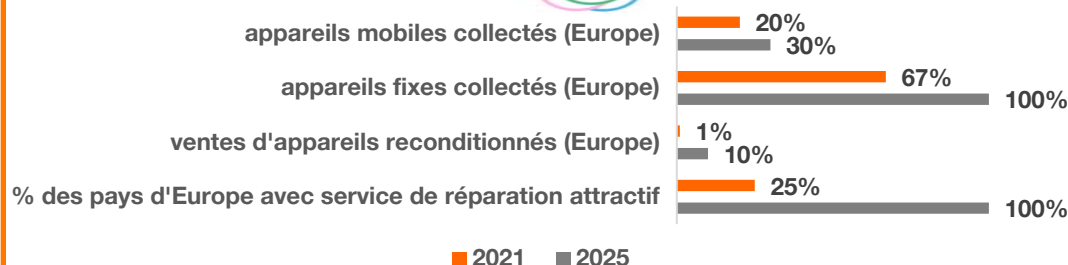 appareils mobiles collectés (Europe)
20%
30%
appareils fixes collectés (Europe)
67%
100%
ventes d'appareils reconditionnés (Europe)
1%
10%
% des pays d'Europe avec service de réparation attractif
25%
100%
2021 2025